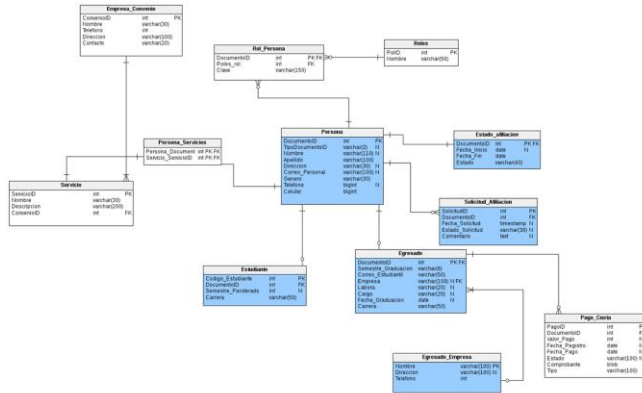 Empresa_Convenio
ConvenioID int PK
Nombre varchar(30)
Telefono int
Direccion varchar(100)
Contacto varchar(20)
Rol_Persona
DocumentoID int PK FK
Roles_rol int FK
Clave varchar(150)
Roles
int PK
Nombre varchar(50)
Persona_Servicios
Persona_Document int PK FK
Servicio_ServicioID int PK FK
Persona
DocumentoID int PK
TipoDocumentoID varchar(2) N
Nombre varchar(110) N
Apellido varchar(100)
Direccion varchar(30) N
Correo_Personal varchar(100) N
Genero varchar(30)
Telefono bigint N
Celular bigint
Estado_afiliacion
DocumentoID int PK FK
Fecha_Inicio date N
Fecha_Fin date
Estado varchar(40)
Servicio
ServicioID int PK
Nombre varchar(30)
Descripcion varchar(200)
ConvenioID int FK
Solicitud_Afiliacion
SolicitudID int PK
DocumentoID int FK
Fecha_Solicitud timestamp N
Estado_Solicitud varchar(30) N
Comentario text N
Estudiante
Codigo_Estudiante int PK
DocumentoID int FK
Semestre_Ponderado int N
Carrera varchar(50)
Egresado
DocumentoID int PK FK
Semestre_Graduacion varchar(6)
Correo_EStudiantil varchar(50)
Empresa varchar(100) N FK
Labora varchar(20) N
Cargo varchar(20) N
Fecha_Graduacion date N
Carrera varchar(50)
Pago_Cuota
PagoID int
DocumentoID int
Valor_Pago int
Fecha_Registro date
Fecha_Pago date
Estado varchar(100)
Comprobante blob
Tipo varchar(100)
Egresado_Empresa
Nombre varchar(100) PK
Direccion varchar(100) N
Telefono int